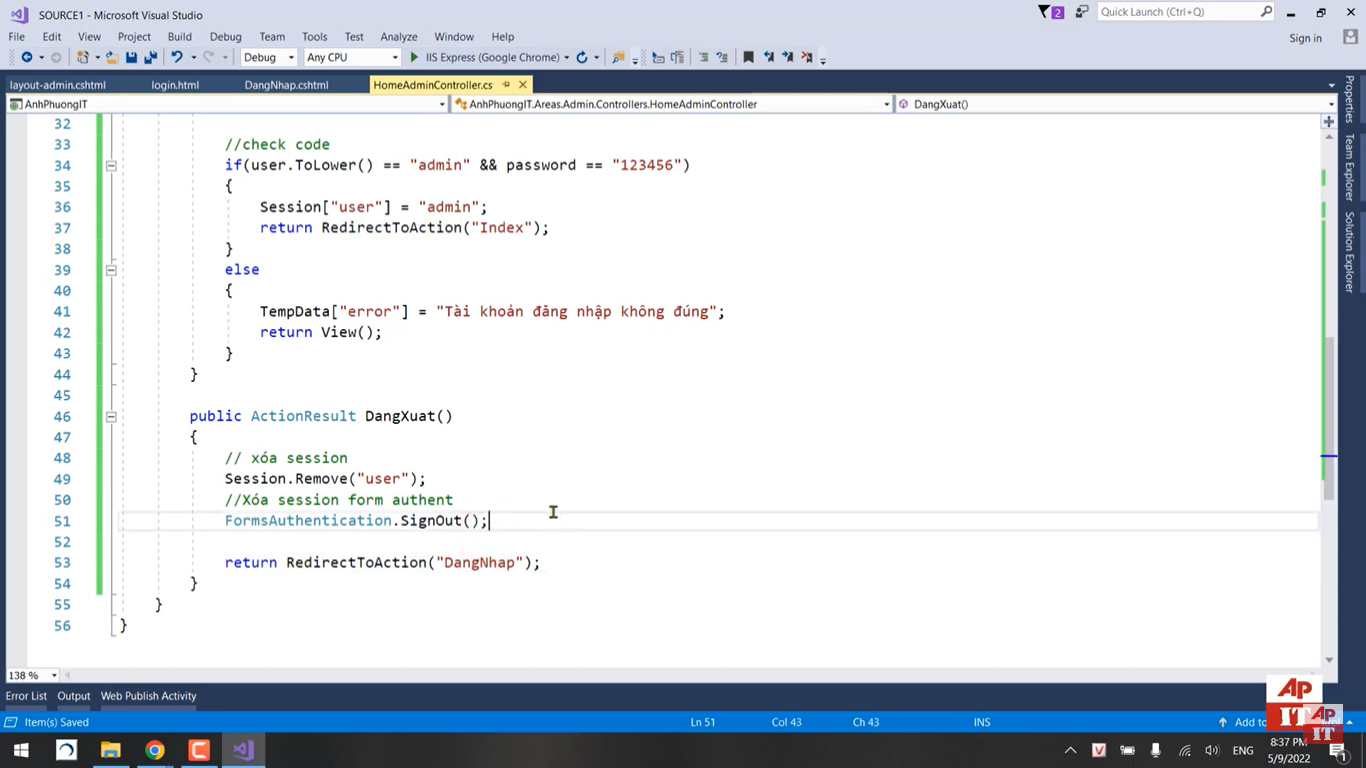 SOURCE1 - Microsoft Visual Studio
2
Quick Launch (Ctrl+Q)
File Edit View Project Build Debug Team Tools Test Analyze Window Help
Sign in
Debug Any CPU IIS Express (Google Chrome)
layout-admin.cshtml login.html DangNhap.cshtml HomeAdminController.cs
AnhPhuongIT AnhPhuongIT.Areas.Admin.Controllers.HomeAdminController DangXuat()
32
33 //check code
34 if(user.ToLower() == "admin" && password == "123456")
35 {
36 Session["user"] = "admin";
37 return RedirectToAction("Index");
38 }
39 else
40 {
41 TempData["error"] = "Tài khoản đăng nhập không đúng";
42 return View();
43 }
44 }
45
46 public ActionResult DangXuat()
47 {
48 // xóa session
49 Session.Remove("user");
50 //Xóa session form authent
51 FormsAuthentication.SignOut();
52
53 return RedirectToAction("DangNhap");
54 }
55 }
56 }
Properties
Team Explorer
Solution Explorer
138 %
Error List Output Web Publish Activity
Item(s) Saved Ln 51 Col 43 Ch 43 INS Add to
AP
IT
AP
IT
V ENG 8:37 PM
5/9/2022
1